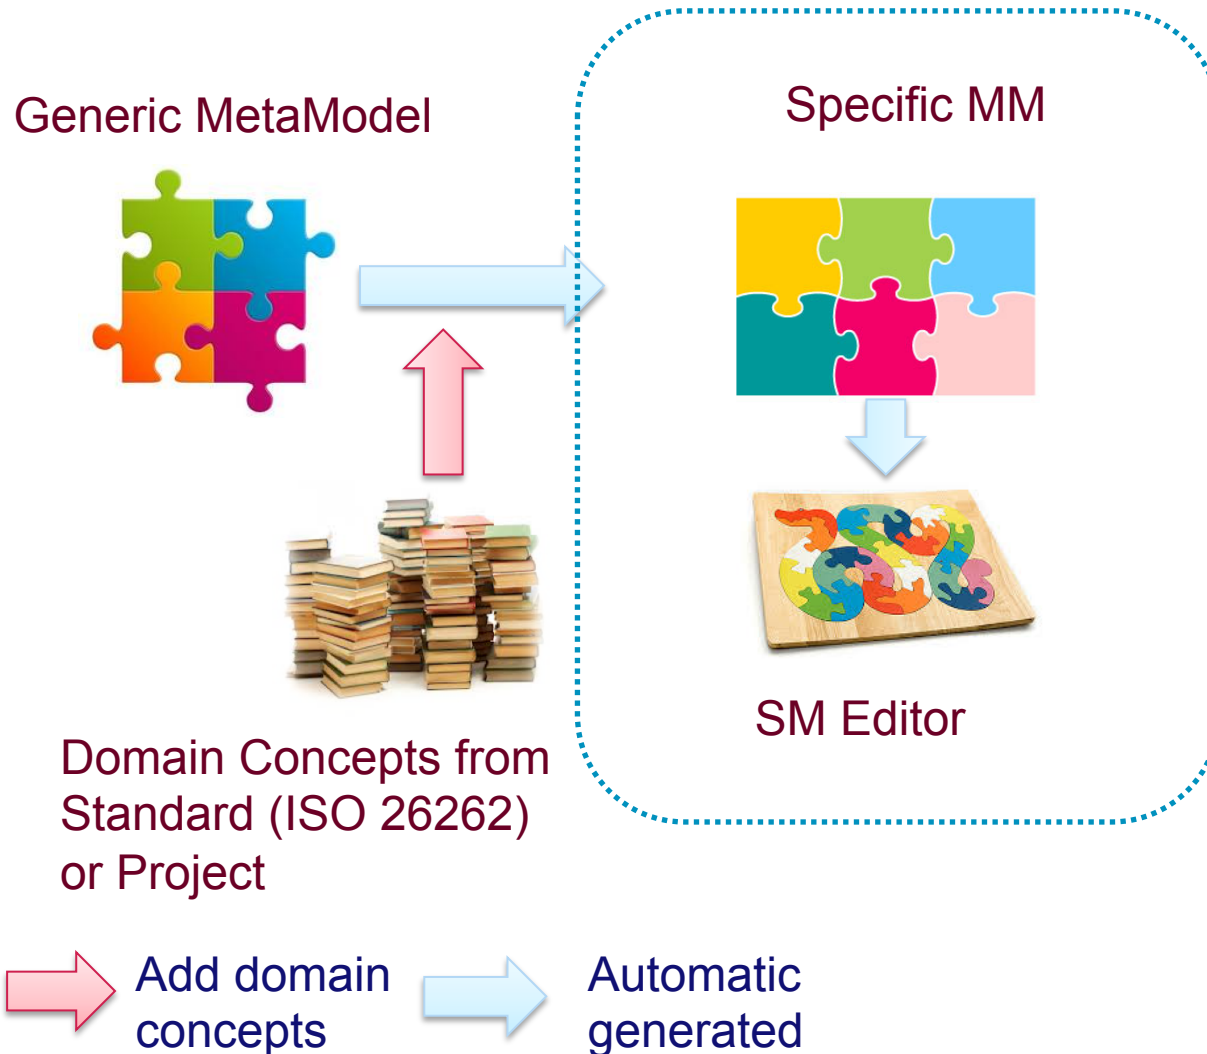 Generic MetaModel
Specific MM
SM Editor
Domain Concepts from
Standard (ISO 26262)
or Project
Add domain
concepts
Automatic
generated